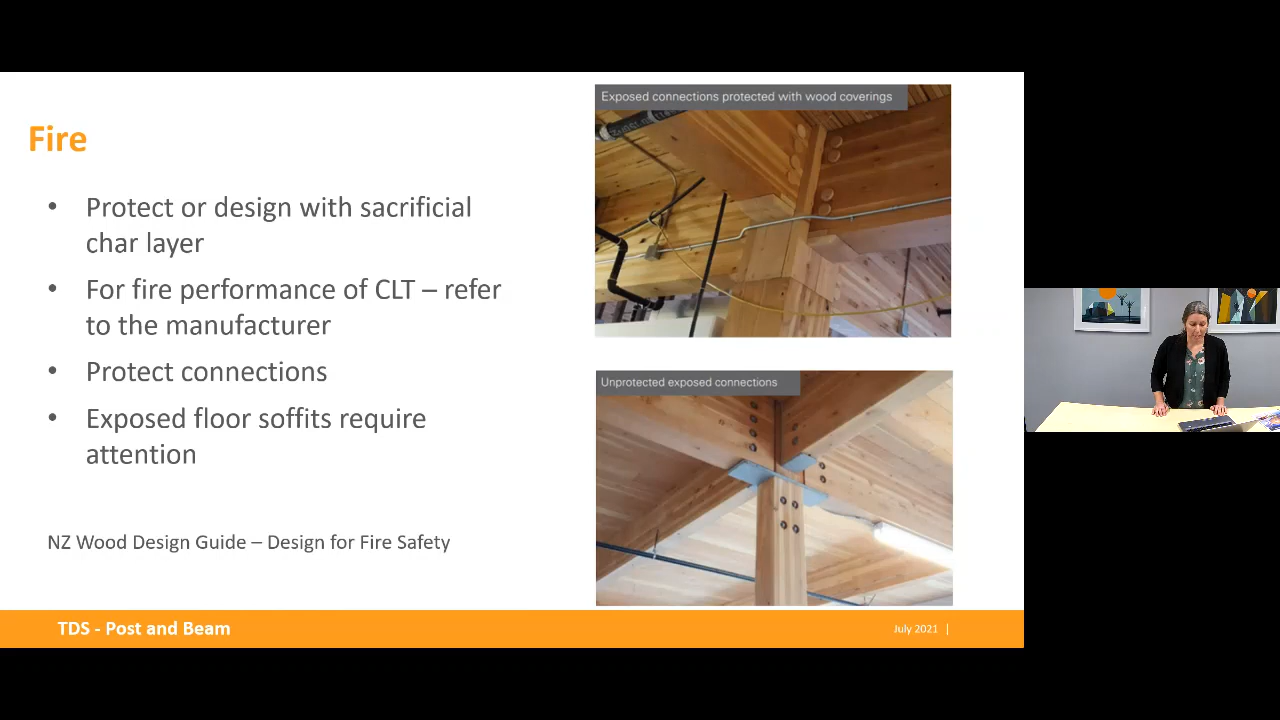 Fire
• Protect or design with sacrificial
char layer
• For fire performance of CLT – refer
to the manufacturer
• Protect connections
• Exposed floor soffits require
attention
NZ Wood Design Guide – Design for Fire Safety
Exposed connections protected with wood coverings
Unprotected exposed connections
TDS - Post and Beam
July 2021 |